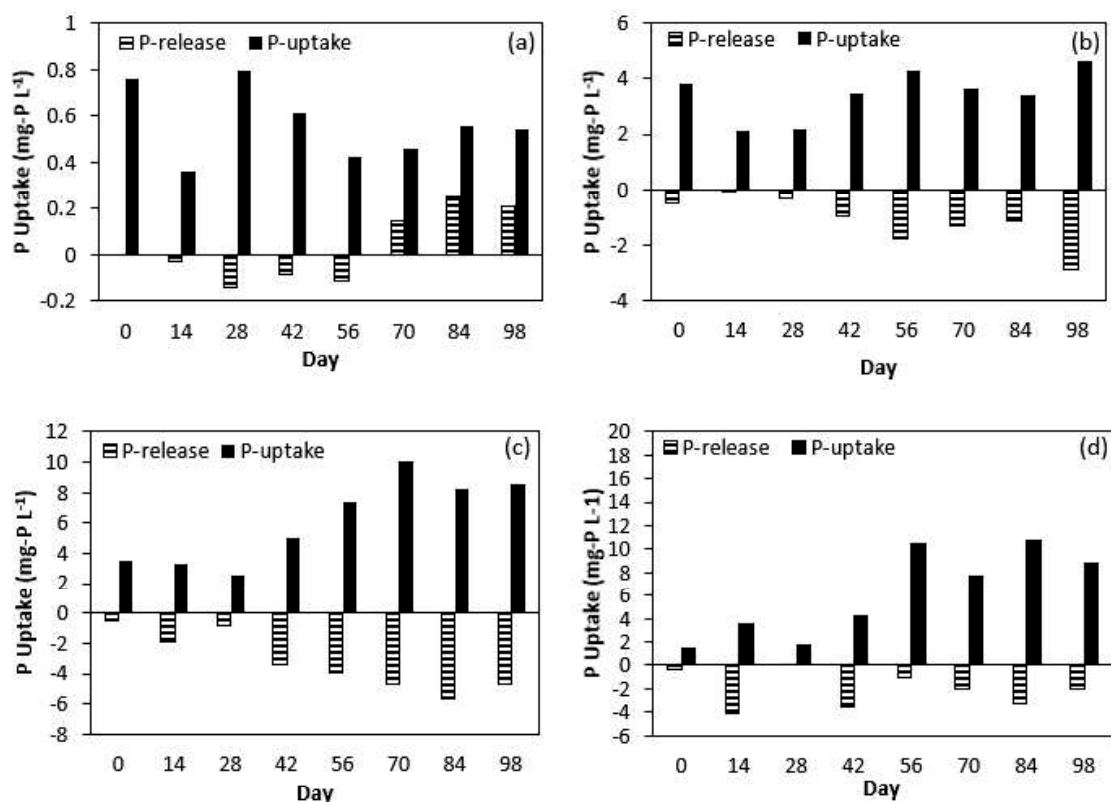 P-release P-uptake (a)
P Uptake (mg-P L⁻¹)
1
0.8
0.6
0.4
0.2
0
-0.2
0 14 28 42 56 70 84 98
Day
P-release P-uptake (b)
P Uptake (mg-P L⁻¹)
6
4
2
0
-2
-4
0 14 28 42 56 70 84 98
Day
P-release P-uptake (c)
P Uptake (mg-P L⁻¹)
12
10
8
6
4
2
0
-2
-4
-6
-8
0 14 28 42 56 70 84 98
Day
P-release P-uptake (d)
P Uptake (mg-P L-1)
20
18
16
14
12
10
8
6
4
2
0
-2
-4
-6
0 14 28 42 56 70 84 98
Day